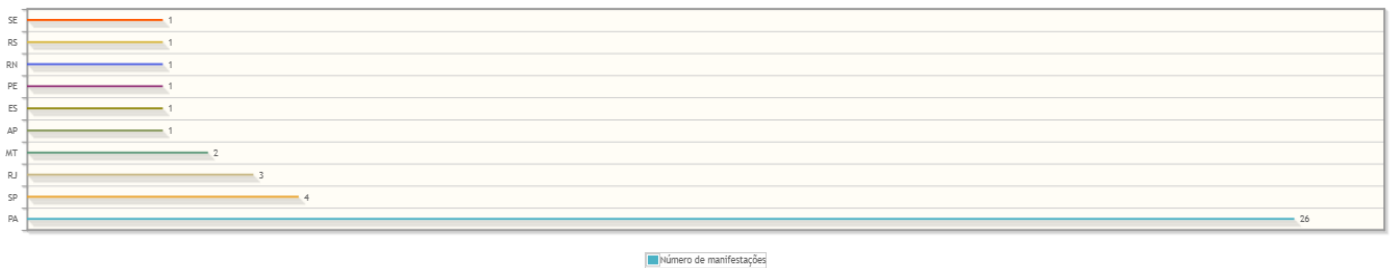 SE 1
RS 1
RN 1
PE 1
ES 1
AP 1
MT 2
RJ 3
SP 4
PA 26
Número de manifestações